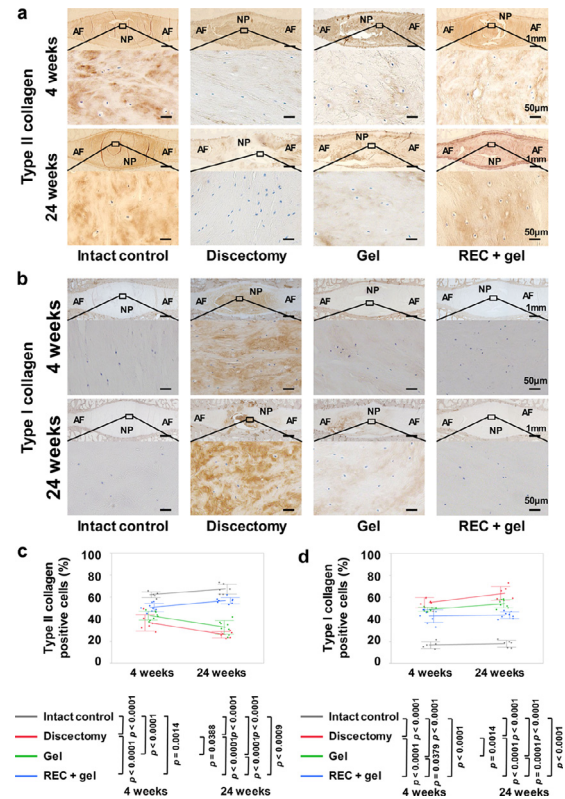 a
Type II collagen
4 weeks
AF
NP
AF
AF
NP
AF
AF
NP
AF
AF
NP
AF
1mm
50μm
24 weeks
AF
NP
AF
AF
NP
AF
AF
NP
AF
AF
NP
AF
1mm
50μm
Intact control
Discectomy
Gel
REC + gel
b
Type I collagen
4 weeks
AF
NP
AF
AF
NP
AF
AF
NP
AF
AF
NP
AF
1mm
50μm
24 weeks
AF
NP
AF
AF
NP
AF
AF
NP
AF
AF
NP
AF
1mm
50μm
Intact control
Discectomy
Gel
REC + gel
c
Type II collagen
positive cells (%)
100
80
60
40
20
0
4 weeks
24 weeks
Intact control
Discectomy
Gel
REC + gel
p < 0.0001
p < 0.0001
p < 0.0001
p = 0.0014
4 weeks
p = 0.0388
p < 0.0001
p < 0.0001
p < 0.0001
p < 0.0009
24 weeks
d
Type I collagen
positive cells (%)
100
80
60
40
20
0
4 weeks
24 weeks
Intact control
Discectomy
Gel
REC + gel
p < 0.0001
p < 0.0001
p = 0.0379
p < 0.0001
p < 0.0001
4 weeks
p = 0.0014
p < 0.0001
p < 0.0001
p = 0.0001
p < 0.0001
p < 0.0001
24 weeks